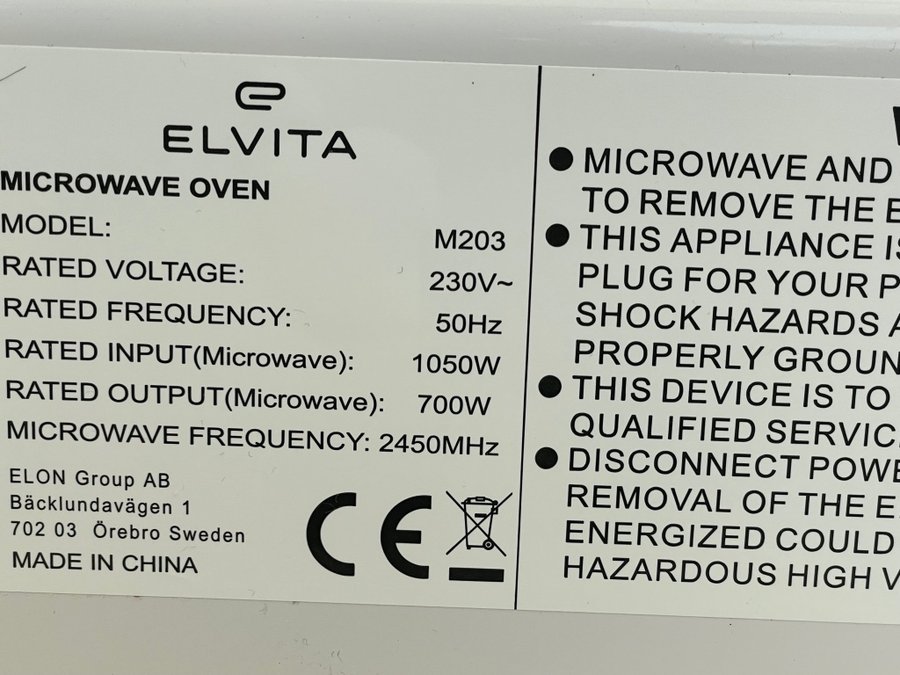 ELVITA
MICROWAVE OVEN
MODEL: M203
RATED VOLTAGE: 230V~
RATED FREQUENCY: 50Hz
RATED INPUT(Microwave): 1050W
RATED OUTPUT(Microwave): 700W
MICROWAVE FREQUENCY: 2450MHz
ELON Group AB
Bäcklundavägen 1
702 03 Örebro Sweden
MADE IN CHINA
CE
● MICROWAVE AND
TO REMOVE THE
● THIS APPLIANCE
PLUG FOR YOUR
SHOCK HAZARDS
PROPERLY
● THIS DEVICE IS TO
QUALIFIED
● DISCONNECT
REMOVAL OF THE
ENERGIZED COULD
HAZARDOUS HIGH